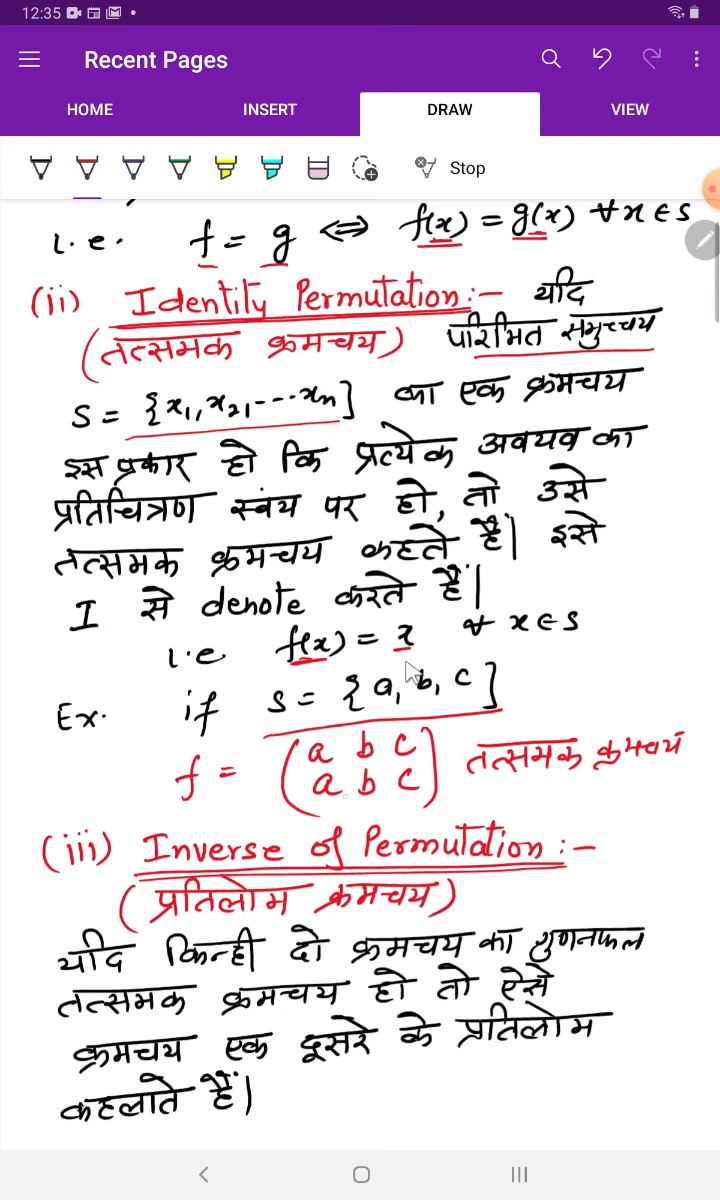 12:35
Recent Pages
HOME INSERT DRAW VIEW
Stop
i.e. f = g ⇔ f(x) = g(x) ∀ x ∈ S
(ii) Identity Permutation :- यदि
(तत्समक क्रमचय) परिमित समुच्चय
S = {x1, x2, ---xn} का एक क्रमचय
इस प्रकार हो कि प्रत्येक अवयव का
प्रतिचित्रण स्वंय पर हो, तो उसे
तत्समक क्रमचय कहते हैं। इसे
I से denote करते हैं।
i.e f(x) = x ∀ x ∈ S
Ex. if S = {a, b, c}
f = (a b c
a b c) तत्समक क्रमचय
(iii) Inverse of Permutation :-
(प्रतिलोम क्रमचय)
यदि किन्ही दो क्रमचय का गुणनफल
तत्समक क्रमचय हो तो ऐसे
क्रमचय एक दूसरे के प्रतिलोम
कहलाते हैं।